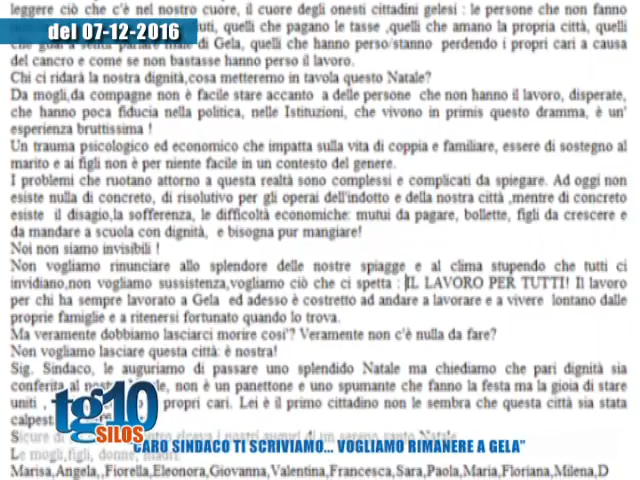 leggere ciò che c'è nel nostro cuore, il cuore degli onesti cittadini gelesi : le persone che non fanno
del 07-12-2016
uti, quelli che pagano le tasse ,quelli che amano la propria città, quelli
che di Gela, quelli che hanno perso/stanno perdendo i propri cari a causa
del cancro e come se non bastasse hanno perso il lavoro.
Chi ci ridarà la nostra dignità,cosa metteremo in tavola questo Natale?
Da mogli,da compagne non è facile stare accanto a delle persone che non hanno il lavoro, disperate,
che hanno poca fiducia nella politica, nelle Istituzioni, che vivono in primis questo dramma, è un'
esperienza bruttissima !
Un trauma psicologico ed economico che impatta sulla vita di coppia e familiare, essere di sostegno al
marito e ai figli non è per niente facile in un contesto del genere.
I problemi che ruotano attorno a questa realtà sono complessi e complicati da spiegare. Ad oggi non
esiste nulla di concreto, di risolutivo per gli operai dell'indotto e della nostra città ,mentre di concreto
esiste il disagio,la sofferenza, le difficoltà economiche: mutui da pagare, bollette, figli da crescere e
da mandare a scuola con dignità, e bisogna pur mangiare!
Noi non siamo invisibili !
Non vogliamo rinunciare allo splendore delle nostre spiagge e al clima stupendo che tutti ci
invidiano,non vogliamo sussistenza,vogliamo ciò che ci spetta : IL LAVORO PER TUTTI! Il lavoro
per chi ha sempre lavorato a Gela ed adesso è costretto ad andare a lavorare e a vivere lontano dalle
proprie famiglie e a ritenersi fortunato quando lo trova.
Ma veramente dobbiamo lasciarci morire cosi'? Veramente non c'è nulla da fare?
Non vogliamo lasciare questa città: è nostra!
Sig. Sindaco, le auguriamo di passare uno splendido Natale ma chiediamo che pari dignità sia
conferita al le, non è un panettone e uno spumante che fanno la festa ma la gioia di stare
uniti , propri cari. Lei è il primo cittadino non le sembra che questa città sia stata
calpest
tg10
SILOS
Sicure di
"CARO SINDACO TI SCRIVIAMO... VOGLIAMO RIMANERE A GELA"
Le mogli,figli, donne, madri
Marisa,Angela,,Fiorella,Eleonora,Giovanna,Valentina,Francesca,Sara,Paola,Maria,Floriana,Milena,D